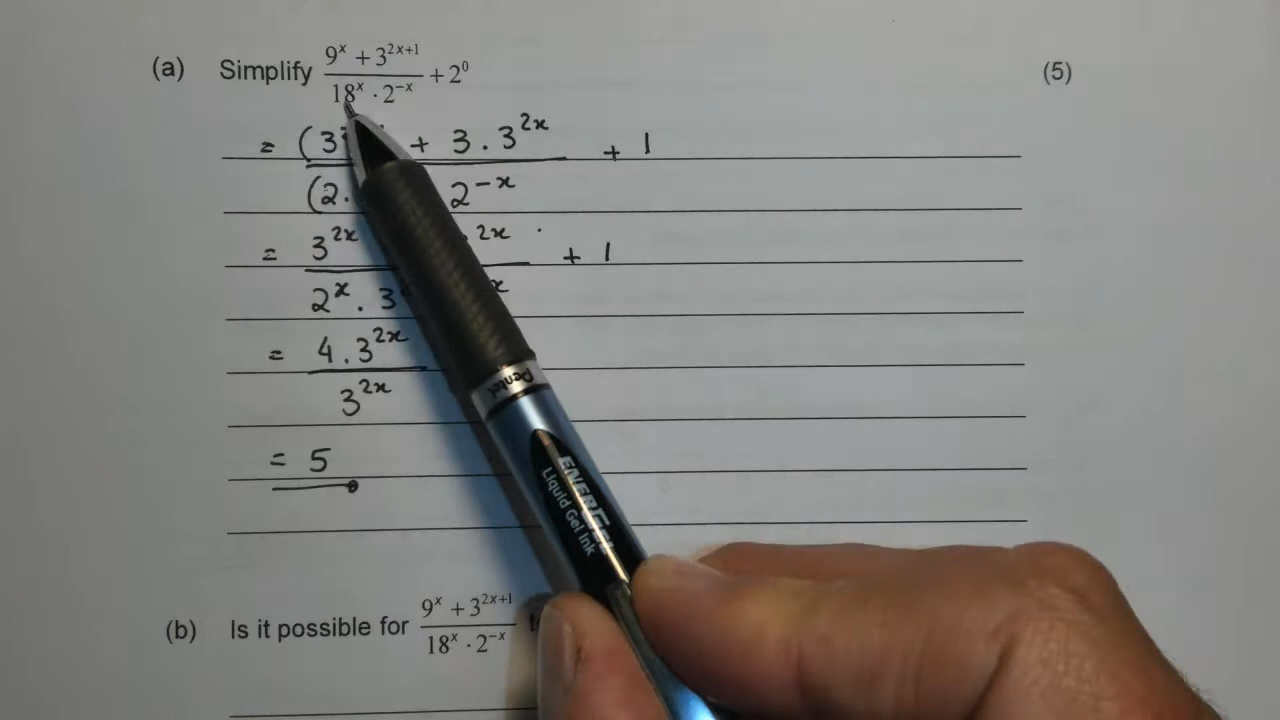 (a) Simplify (9^x + 3^(2x+1))/(18^x · 2^(-x)) + 2^0 (5)
= (3 + 3 . 3^(2x) + 1
(2. 2^(-x)
= 3^(2x) . 2x + 1
2^x . 3 x
= 4 . 3^(2x)
3^(2x)
= 5
Pentel
ENERGEL
Liquid Gel Ink
(b) Is it possible for (9^x + 3^(2x+1))/(18^x · 2^(-x))